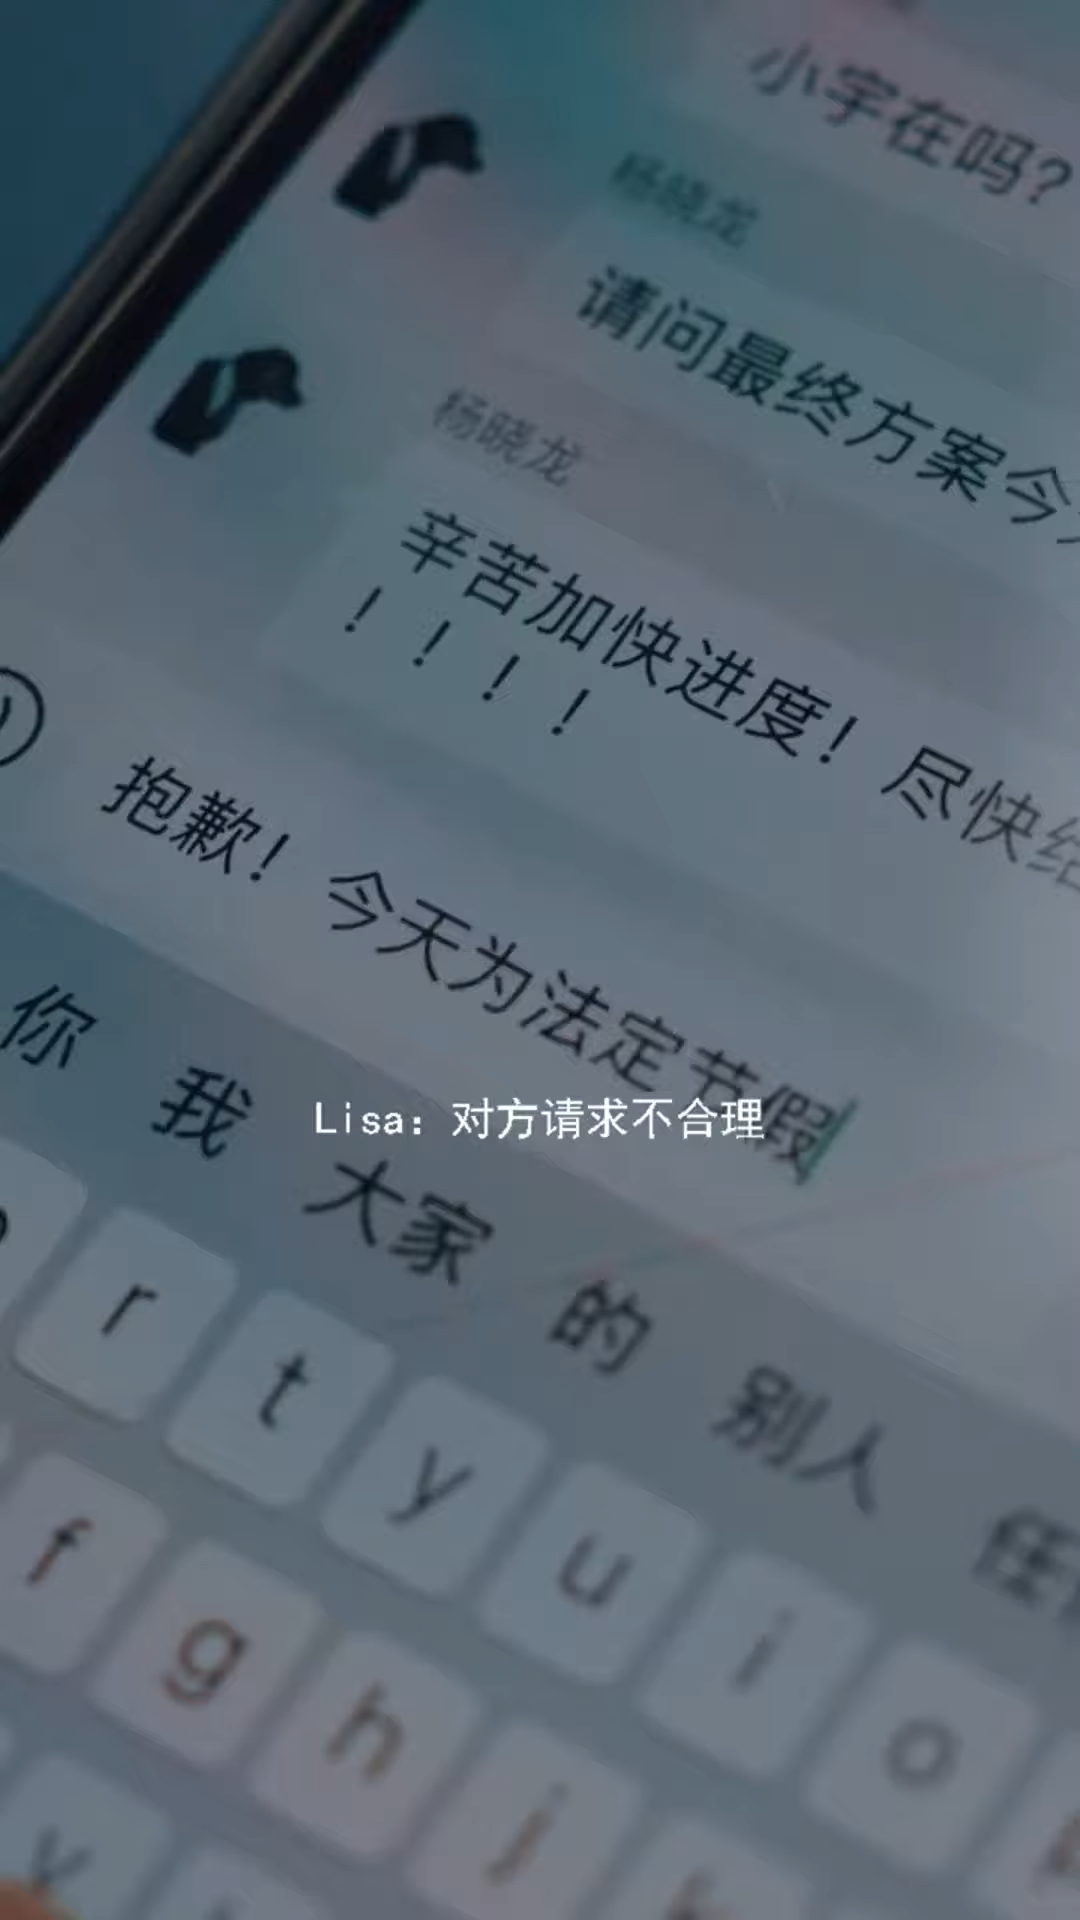 小宇在吗？
杨晓龙
请问最终方案今
杨晓龙
辛苦加快进度！尽快结
！！！！
抱歉！今天为法定节假
Lisa：对方请求不合理
你 我 大家 的 别人 任
r t y u i o
f g h j
v